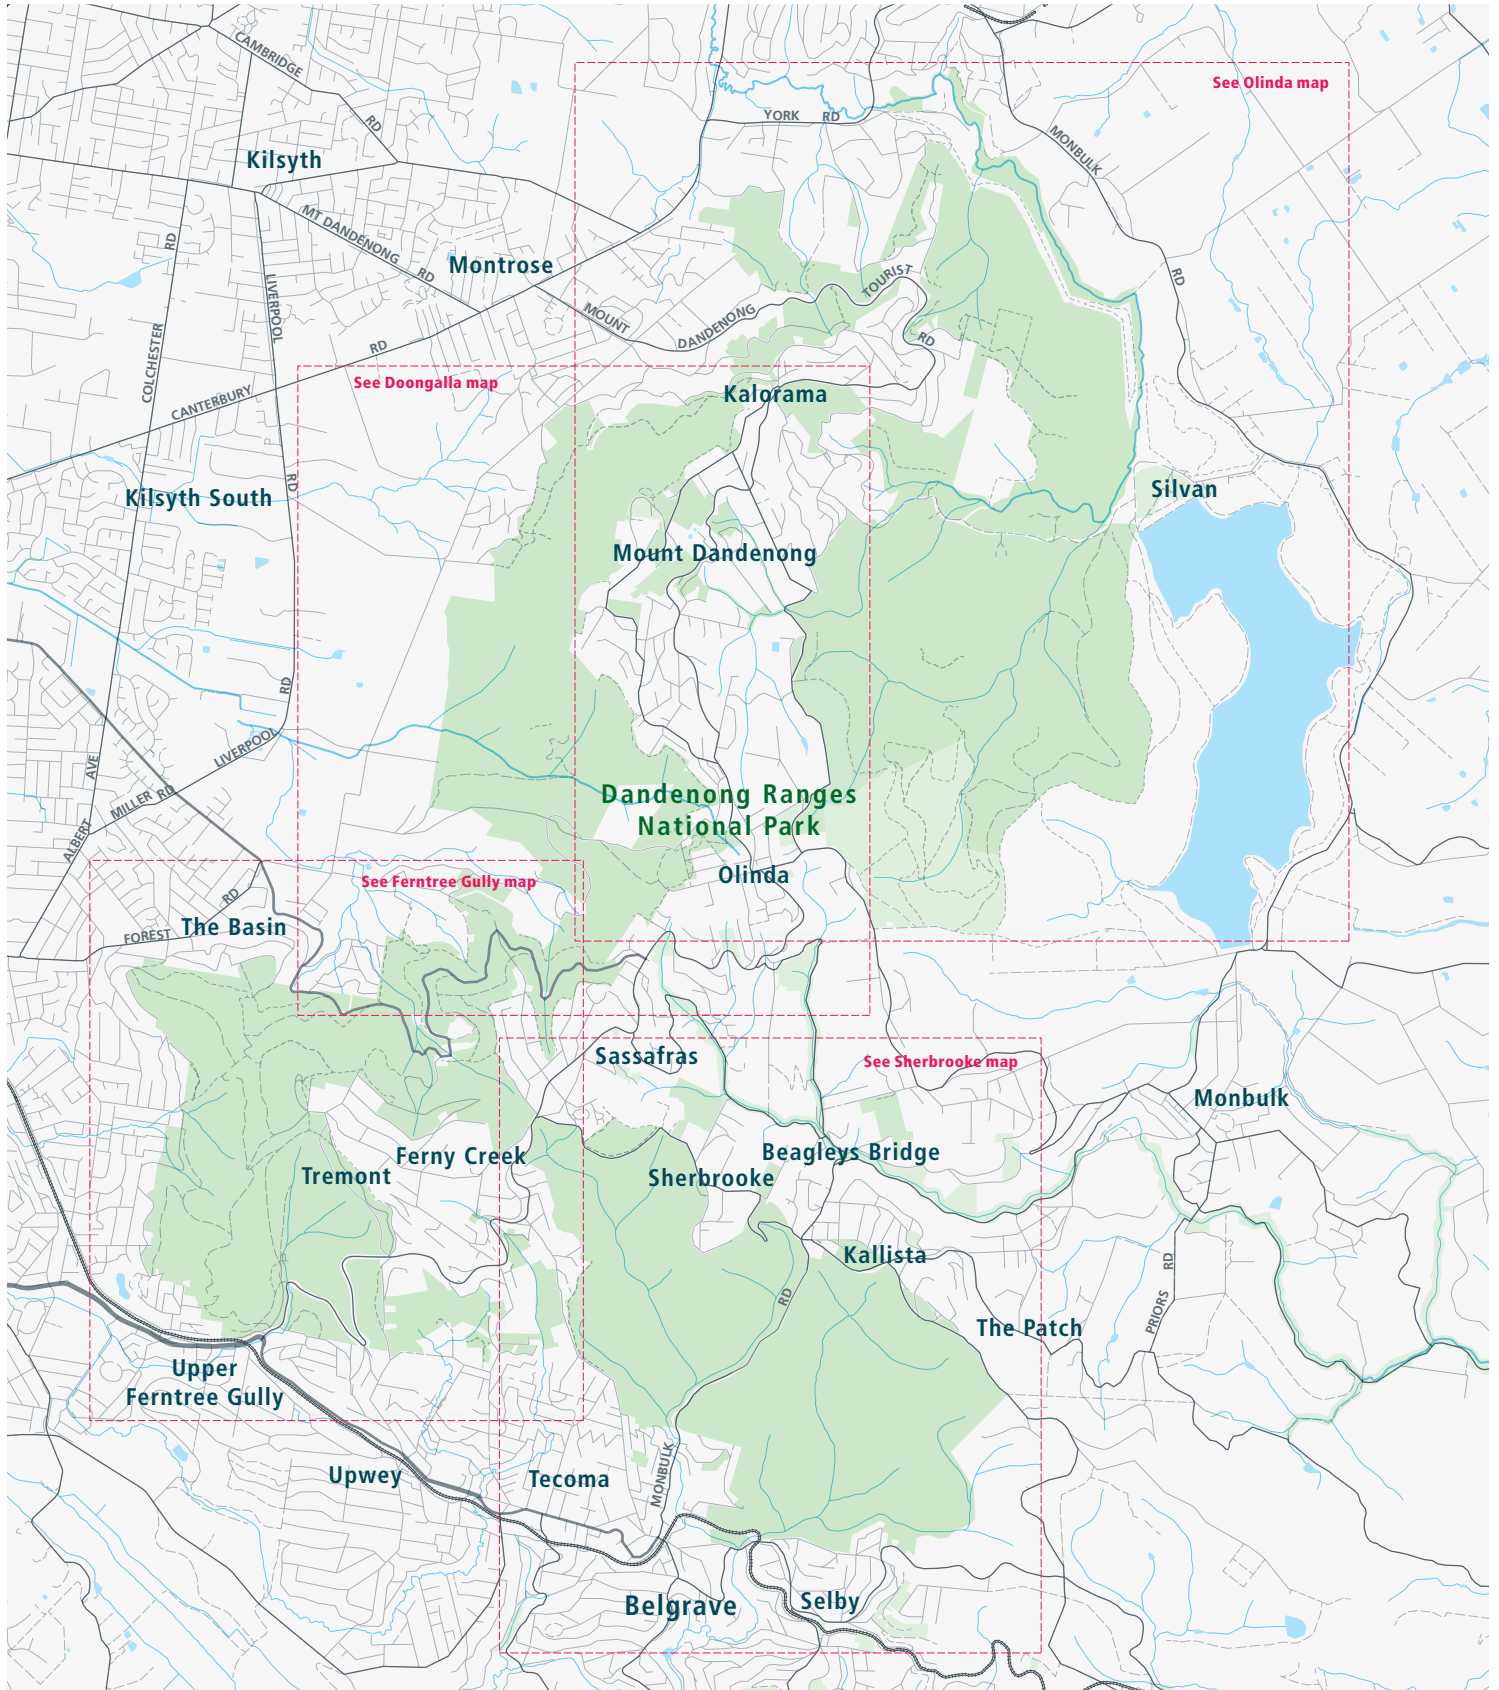 See Olinda map
CAMBRIDGE
RD
YORK RD
MONBULK
RD
Kilsyth
MT DANDENONG RD
RD
Montrose
LIVERPOOL
RD
TOURIST
MOUNT
DANDENONG
RD
COLCHESTER
RD
CANTERBURY
See Doongalla map
Kalorama
Kilsyth South
Silvan
Mount Dandenong
RD
LIVERPOOL
AVE
MILLER RD
ALBERT
Dandenong Ranges
National Park
Olinda
See Ferntree Gully map
RD
The Basin
FOREST
Sassafras
See Sherbrooke map
Monbulk
Ferny Creek
Beagleys Bridge
Tremont
Sherbrooke
Kallista
RD
PRIORS
RD
The Patch
Upper
Ferntree Gully
Upwey
Tecoma
MONBULK
Belgrave
Selby